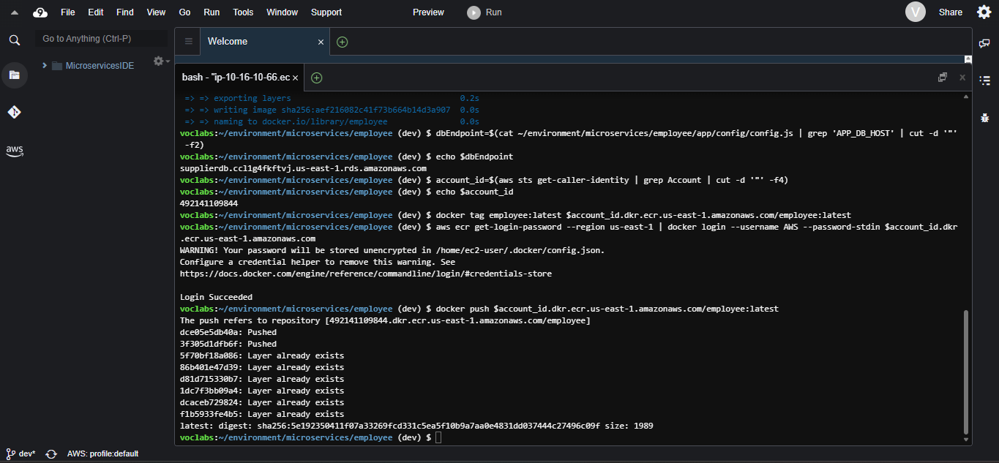 File Edit Find View Go Run Tools Window Support Preview Run V Share
Go to Anything (Ctrl-P)
Welcome
MicroservicesIDE
bash - "ip-10-16-10-66.ec
=> => exporting layers 0.2s
=> => writing image sha256:aef216082c41f73b664b14d3a907 0.0s
=> => naming to docker.io/library/employee 0.0s
voclabs:~/environment/microservices/employee (dev) $ dbEndpoint=$(cat ~/environment/microservices/employee/app/config/config.js | grep 'APP_DB_HOST' | cut -d '"'
-f2)
voclabs:~/environment/microservices/employee (dev) $ echo $dbEndpoint
supplierdb.ccl1g4fkftvj.us-east-1.rds.amazonaws.com
voclabs:~/environment/microservices/employee (dev) $ account_id=$(aws sts get-caller-identity | grep Account | cut -d '"' -f4)
voclabs:~/environment/microservices/employee (dev) $ echo $account_id
492141109844
voclabs:~/environment/microservices/employee (dev) $ docker tag employee:latest $account_id.dkr.ecr.us-east-1.amazonaws.com/employee:latest
voclabs:~/environment/microservices/employee (dev) $ aws ecr get-login-password --region us-east-1 | docker login --username AWS --password-stdin $account_id.dkr
.ecr.us-east-1.amazonaws.com
WARNING! Your password will be stored unencrypted in /home/ec2-user/.docker/config.json.
Configure a credential helper to remove this warning. See
https://docs.docker.com/engine/reference/commandline/login/#credentials-store
Login Succeeded
voclabs:~/environment/microservices/employee (dev) $ docker push $account_id.dkr.ecr.us-east-1.amazonaws.com/employee:latest
The push refers to repository [492141109844.dkr.ecr.us-east-1.amazonaws.com/employee]
dce05e5db40a: Pushed
3f305d1dfb6f: Pushed
5f70bf18a086: Layer already exists
86b401e47d39: Layer already exists
d81d715330b7: Layer already exists
1dc7f3bb09a4: Layer already exists
dcaceb729824: Layer already exists
f1b5933fe4b5: Layer already exists
latest: digest: sha256:5e192350411f07a33269fcd331c5ea5f10b9a7aa0e4831dd037444c27496c09f size: 1989
voclabs:~/environment/microservices/employee (dev) $
aws
dev* AWS: profile:default